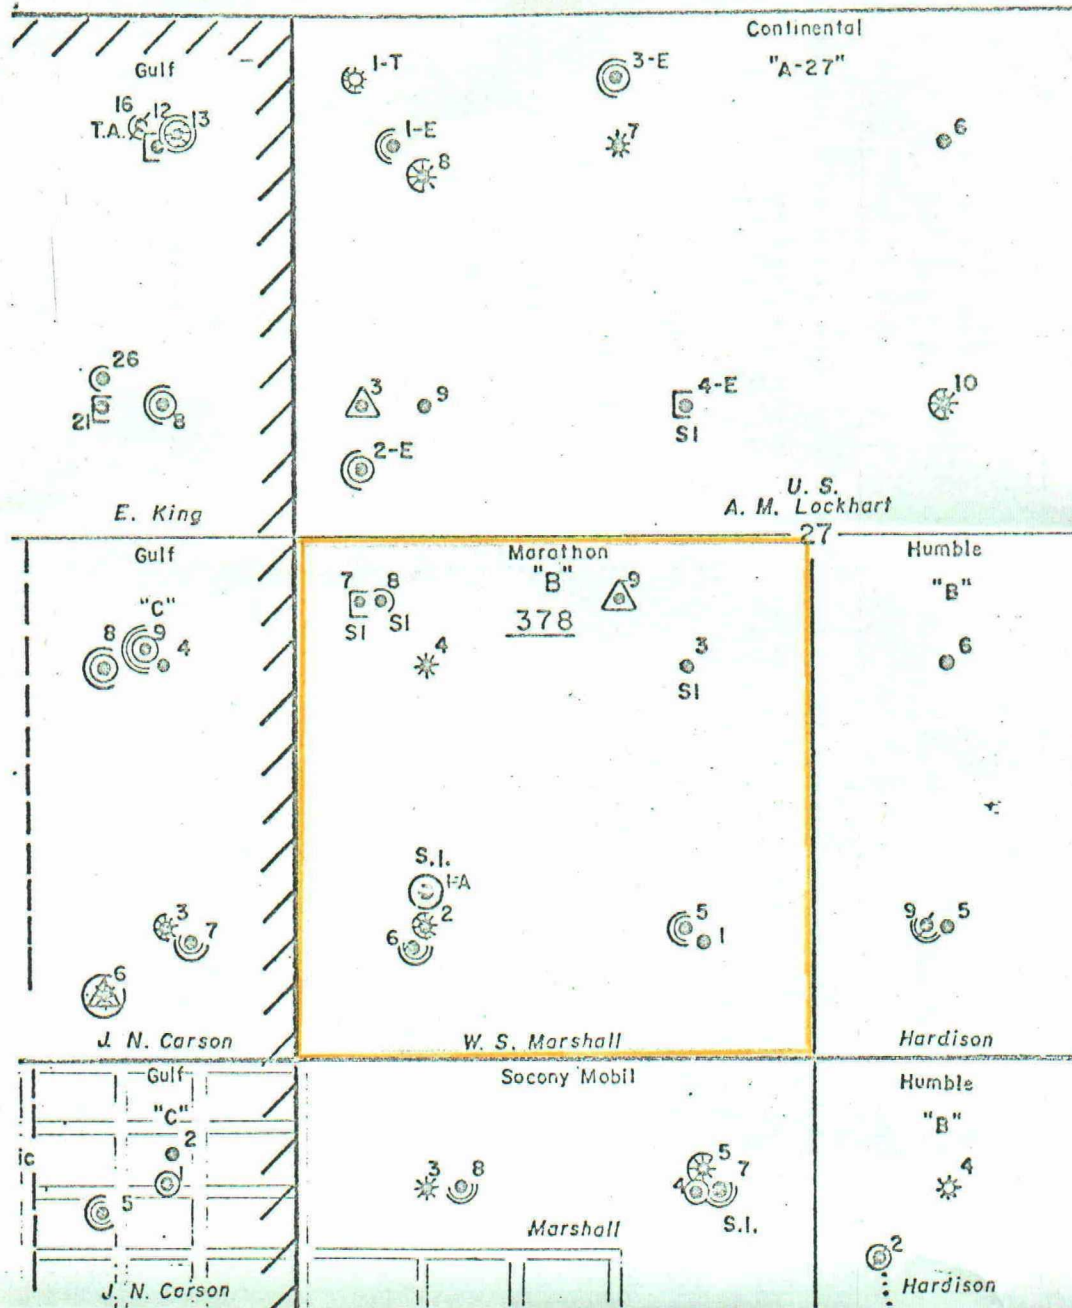 Continental
"A-27"
Gulf
1-T
3-E
16
12
13
T.A.
1-E
8
7
6
26
21
8
3
9
2-E
4-E
SI
10
E. King
U. S.
A. M. Lockhart
27
Gulf
"C"
8
9
4
Marathon
"B"
378
7
8
SI
SI
4
9
3
SI
Humble
"B"
6
S.I.
1-A
2
6
5
1
3
7
6
9
5
J. N. Carson
W. S. Marshall
Hardison
Gulf
"C"
2
1
5
ic
Socony Mobil
3
8
5
4
7
S.I.
Marshall
Humble
"B"
4
2
J. N. Carson
Hardison